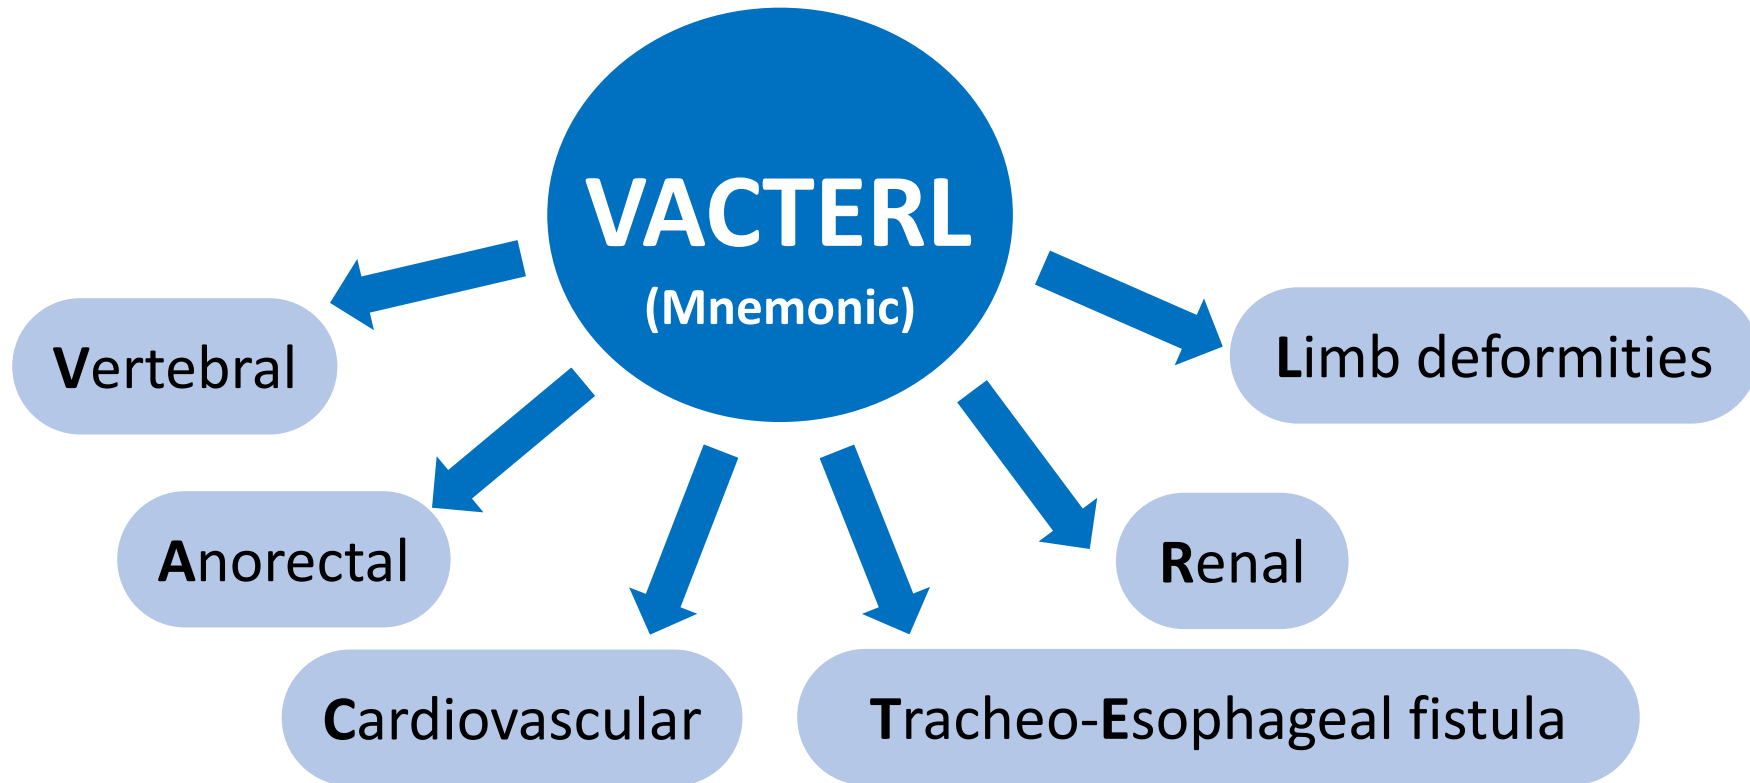 VACTERL
(Mnemonic)
Vertebral
Anorectal
Cardiovascular
Tracheo-Esophageal fistula
Renal
Limb deformities